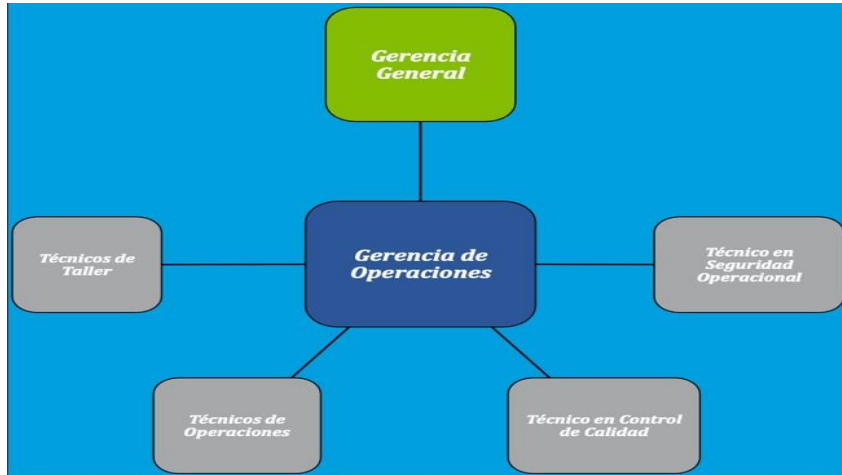 Gerencia
General
Gerencia de
Operaciones
Técnicos de
Taller
Técnico en
Seguridad
Operacional
Técnicos de
Operaciones
Técnico en Control
de Calidad